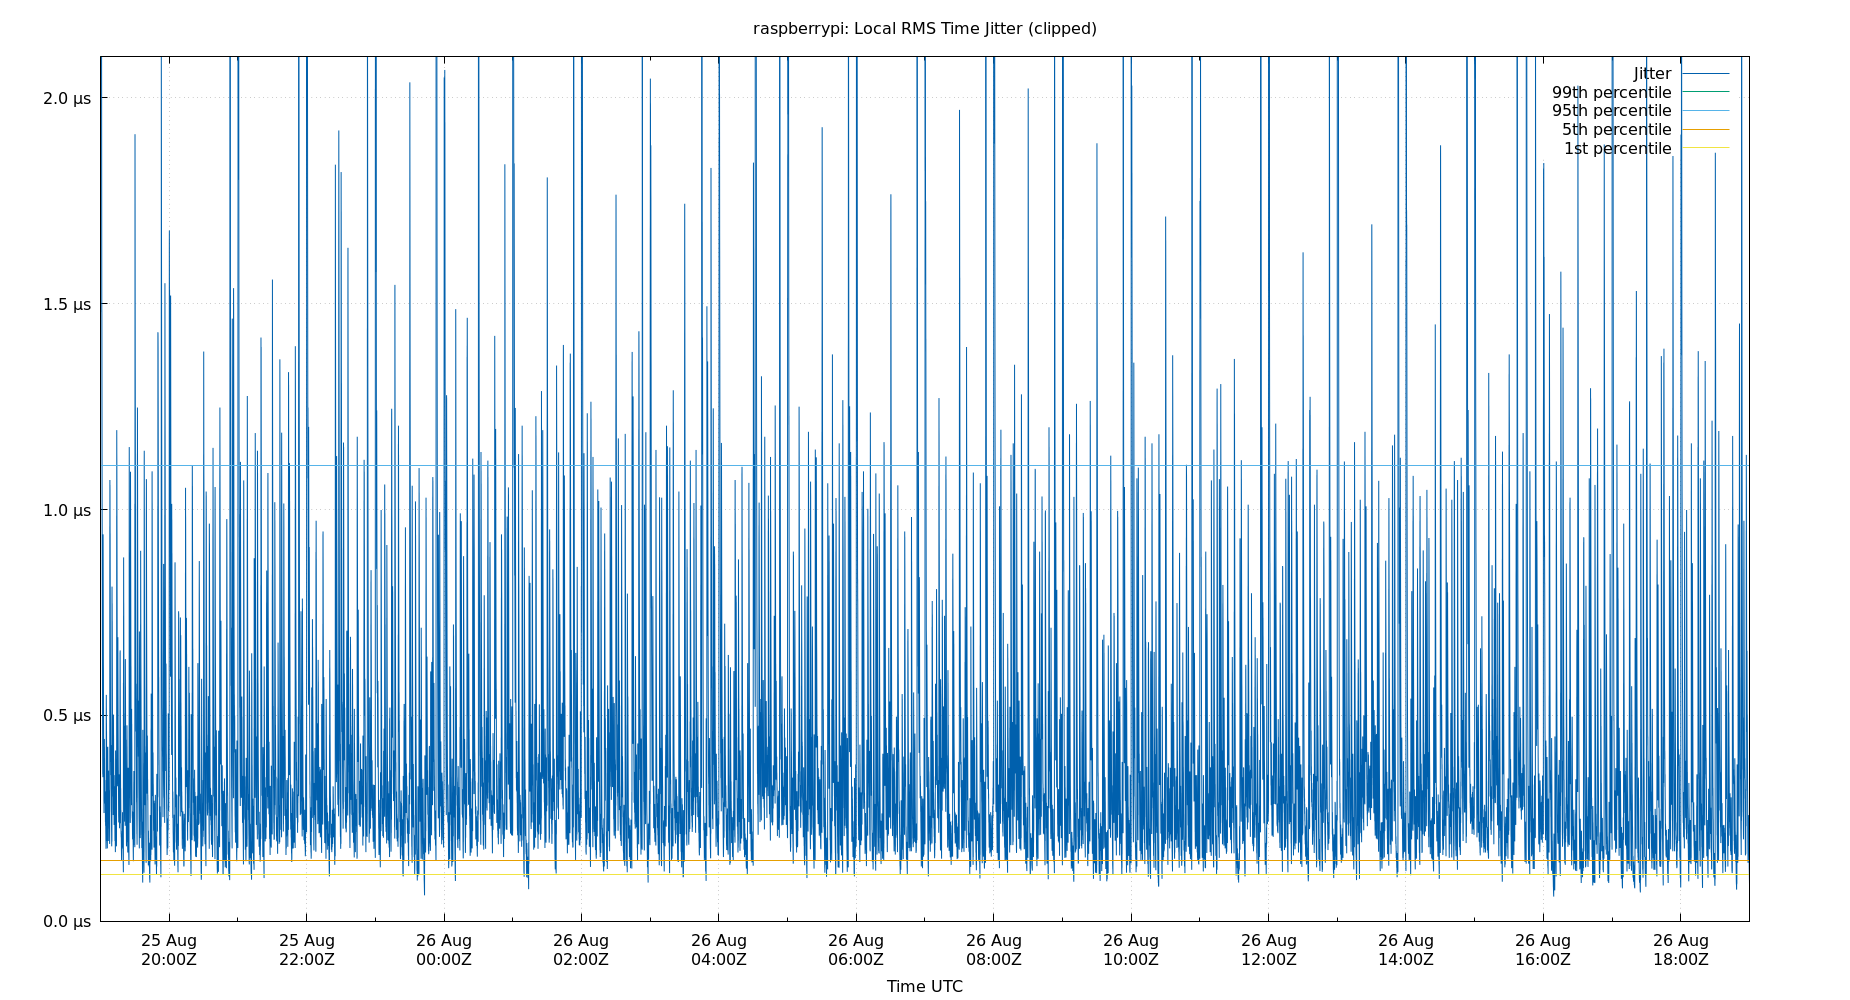 raspberrypi: Local RMS Time Jitter (clipped)
Jitter
99th percentile
95th percentile
5th percentile
1st percentile
2.0 µs
1.5 µs
1.0 µs
0.5 µs
0.0 µs
25 Aug 25 Aug 26 Aug 26 Aug 26 Aug 26 Aug 26 Aug 26 Aug 26 Aug 26 Aug 26 Aug 26 Aug
20:00Z 22:00Z 00:00Z 02:00Z 04:00Z 06:00Z 08:00Z 10:00Z 12:00Z 14:00Z 16:00Z 18:00Z
Time UTC